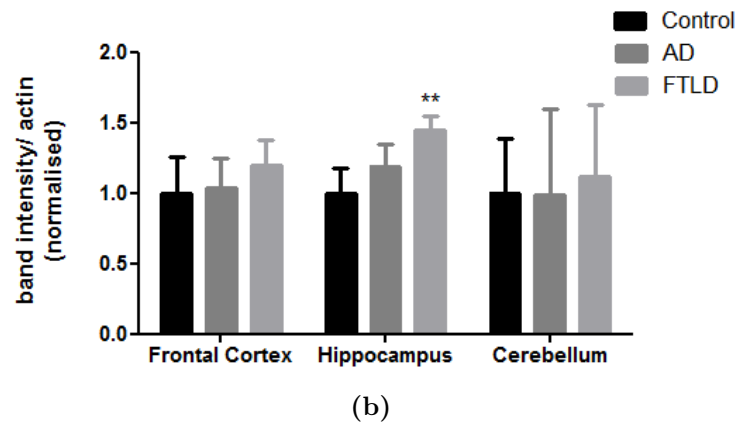 Control
AD
FTLD
band intensity/ actin
(normalised)
2.0
1.5
1.0
0.5
0.0
**
Frontal Cortex
Hippocampus
Cerebellum
(b)